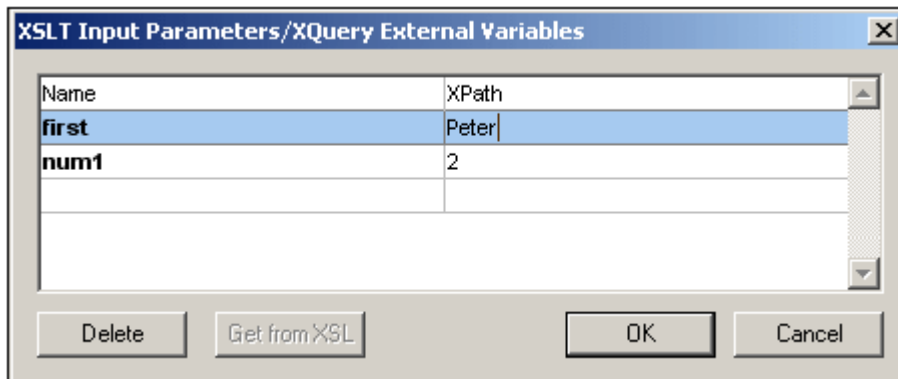 XSLT Input Parameters/XQuery External Variables
Name XPath
first Peter
num1 2
Delete Get from XSL OK Cancel